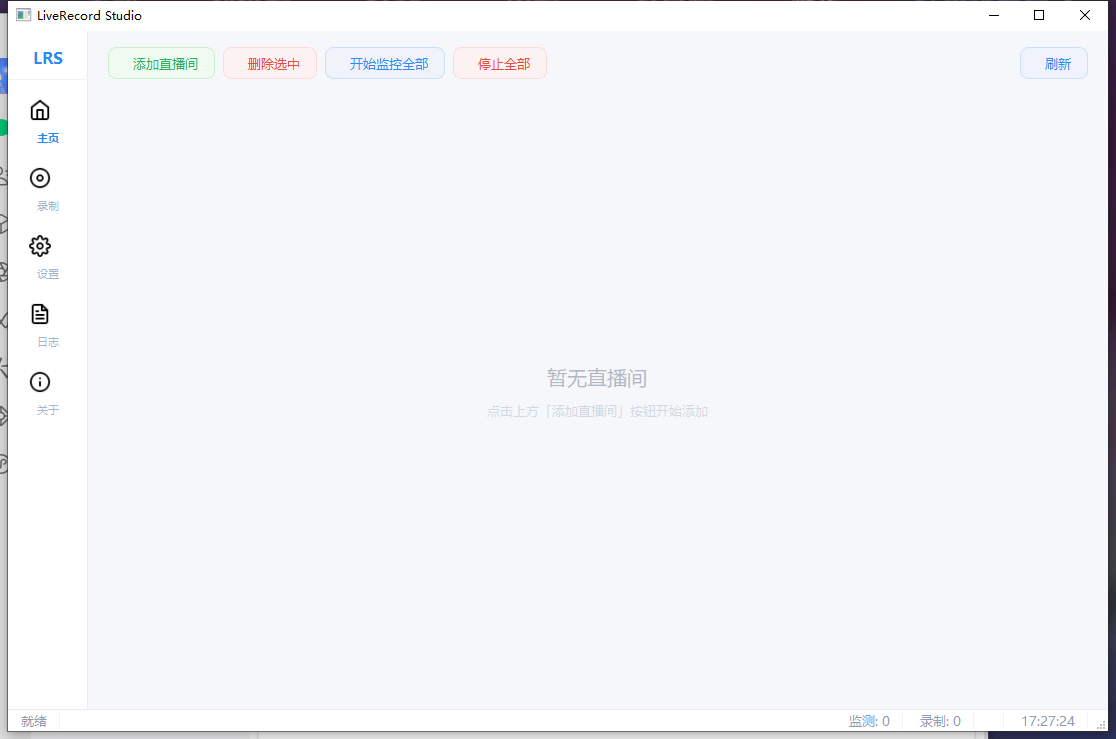 LiveRecord Studio
LRS
添加直播间 删除选中 开始监控全部 停止全部 刷新
主页
录制
设置
日志
关于
暂无直播间
点击上方「添加直播间」按钮开始添加
就绪 监测: 0 录制: 0 17:27:24